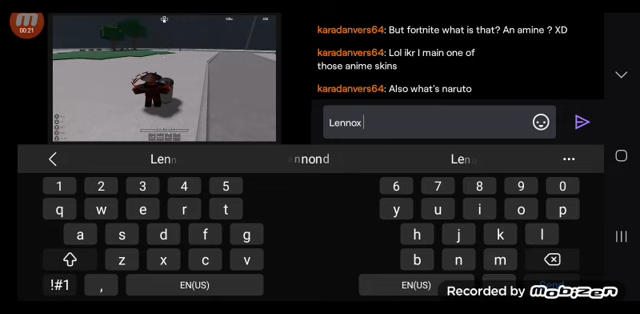 00:21
karadanvers64: But fortnite what is that? An amine ? XD
karadanvers64: Lol ikr I main one of
those anime skins
karadanvers64: Also what's naruto
Lennox
Len
nnond
Len
...
1 2 3 4 5 6 7 8 9 0
q w e r t y u i o p
a s d f g h j k l
z x c v b n m
!#1 , EN(US) EN(US)
Recorded by mobizen